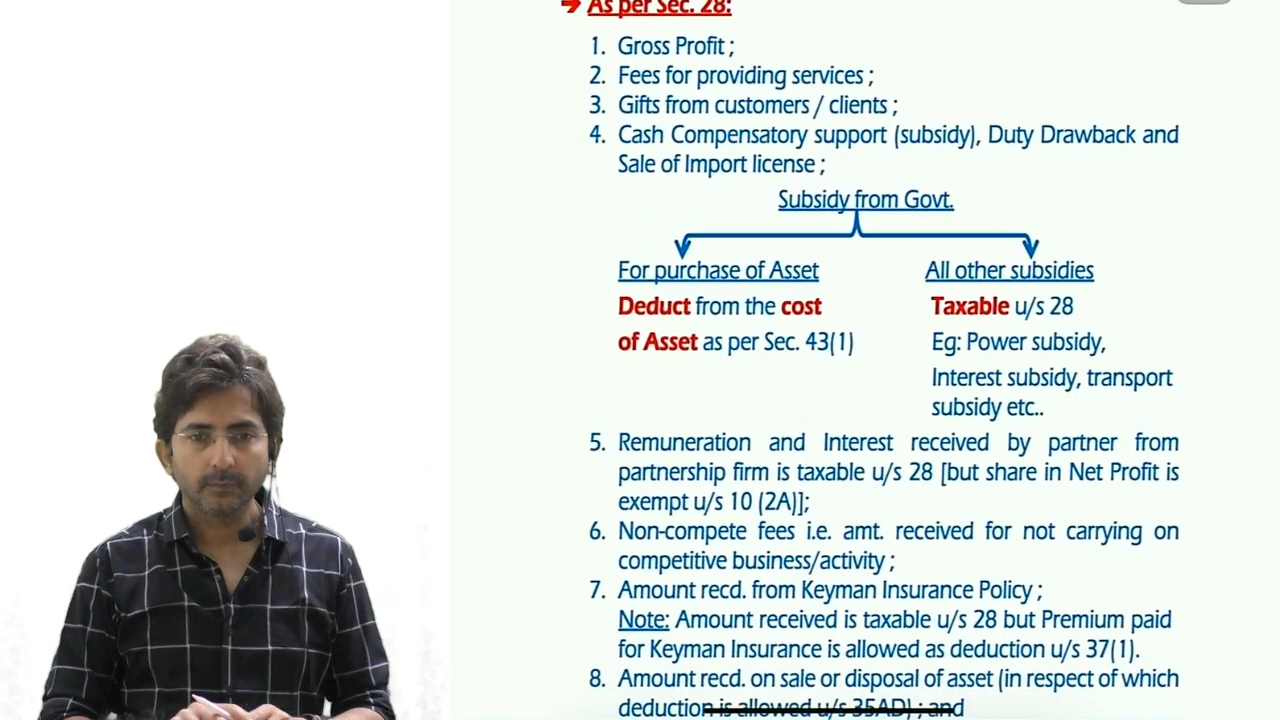 ➔ As per Sec. 28:
1. Gross Profit ;
2. Fees for providing services ;
3. Gifts from customers / clients ;
4. Cash Compensatory support (subsidy), Duty Drawback and
Sale of Import license ;
Subsidy from Govt.
For purchase of Asset
Deduct from the cost
of Asset as per Sec. 43(1)
All other subsidies
Taxable u/s 28
Eg: Power subsidy,
Interest subsidy, transport
subsidy etc..
5. Remuneration and Interest received by partner from
partnership firm is taxable u/s 28 [but share in Net Profit is
exempt u/s 10 (2A)];
6. Non-compete fees i.e. amt. received for not carrying on
competitive business/activity ;
7. Amount recd. from Keyman Insurance Policy ;
Note: Amount received is taxable u/s 28 but Premium paid
for Keyman Insurance is allowed as deduction u/s 37(1).
8. Amount recd. on sale or disposal of asset (in respect of which
deduction is allowed u/s 35AD) ; and